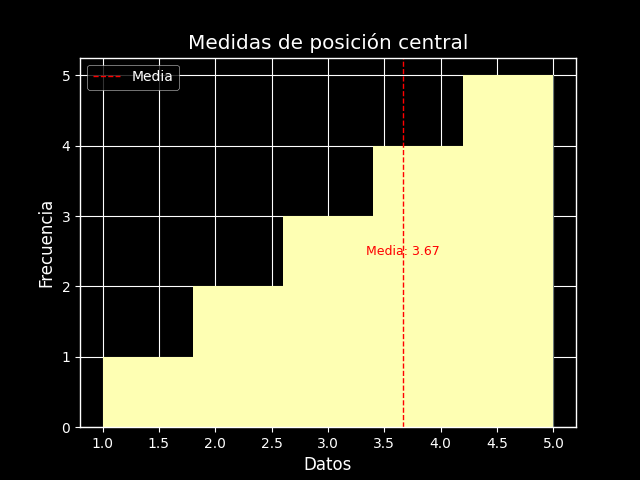 Medidas de posición central
Media
Frecuencia
5
4
3
2
1
0
Media: 3.67
1.0 1.5 2.0 2.5 3.0 3.5 4.0 4.5 5.0
Datos